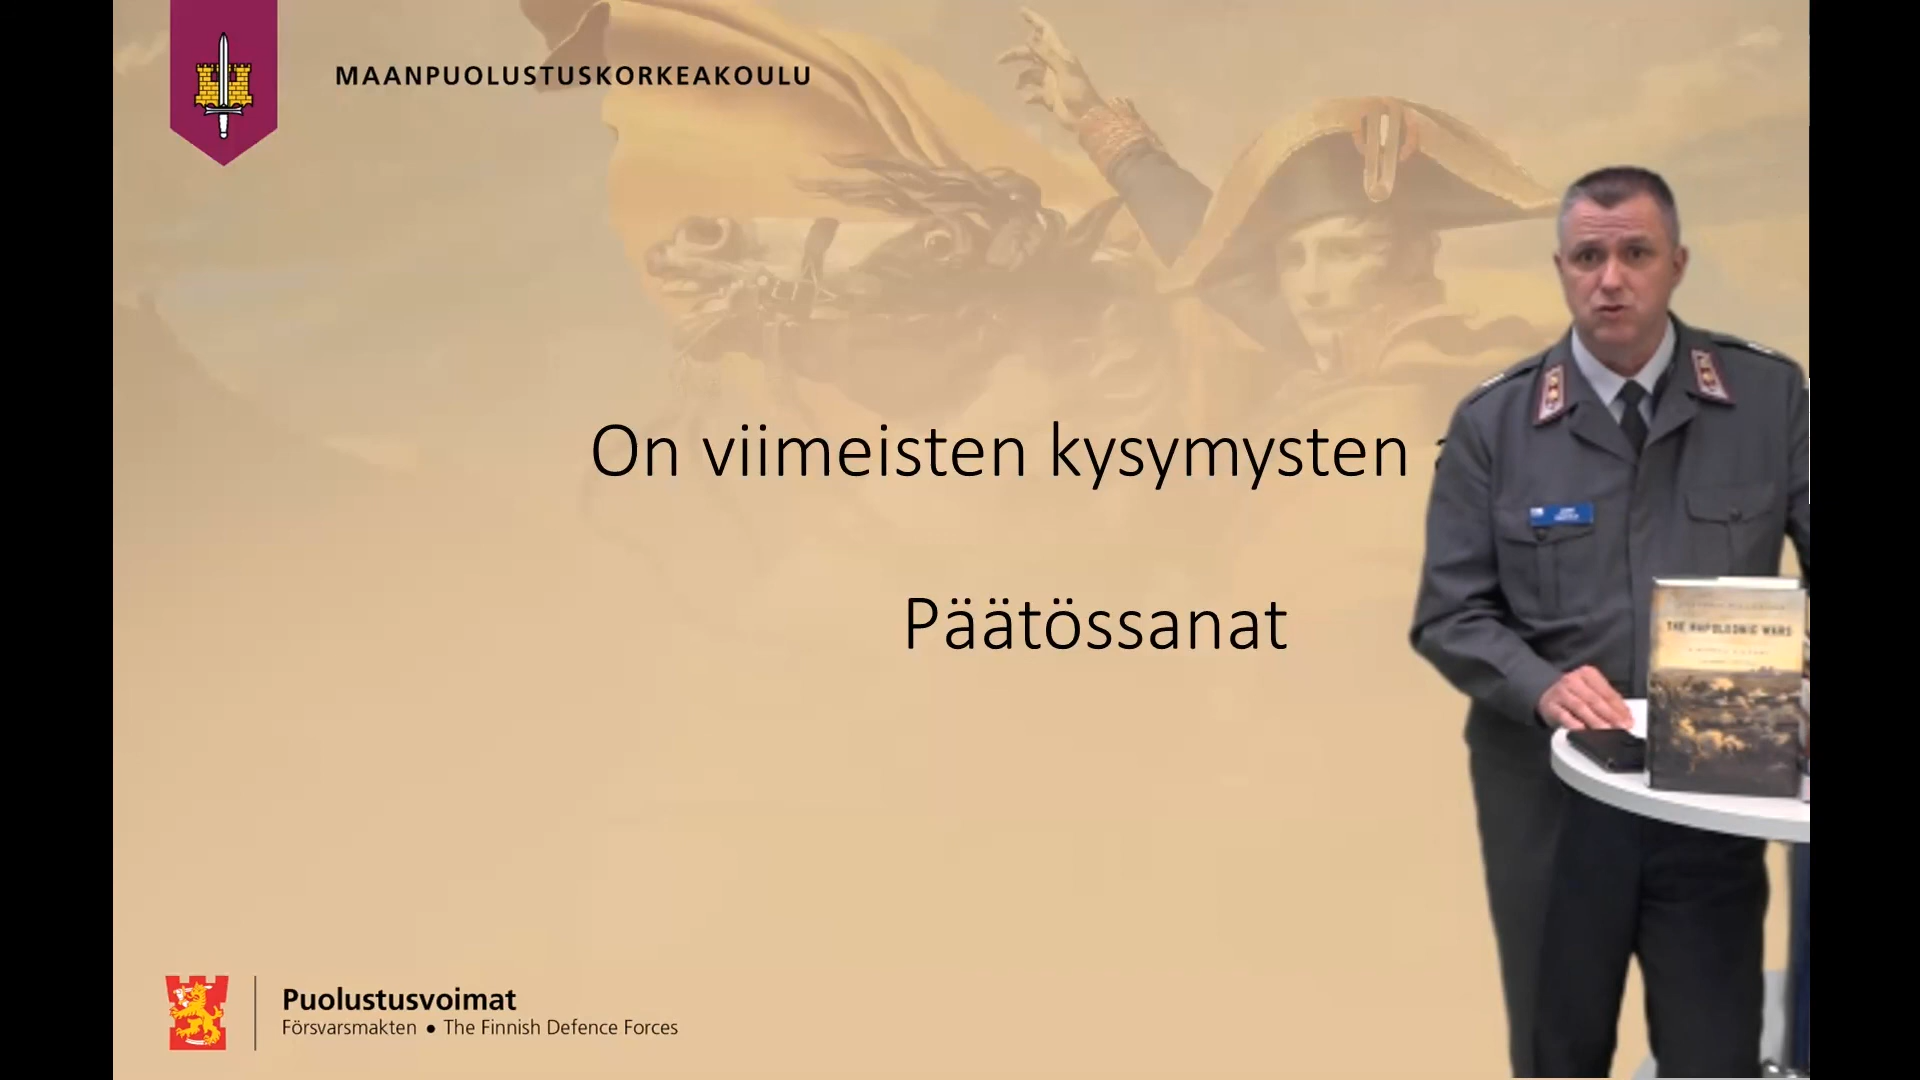 MAANPUOLUSTUSKORKEAKOULU
On viimeisten kysymysten
Päätössanat
THE NAPOLEONIC WARS
Puolustusvoimat
Försvarsmakten ● The Finnish Defence Forces